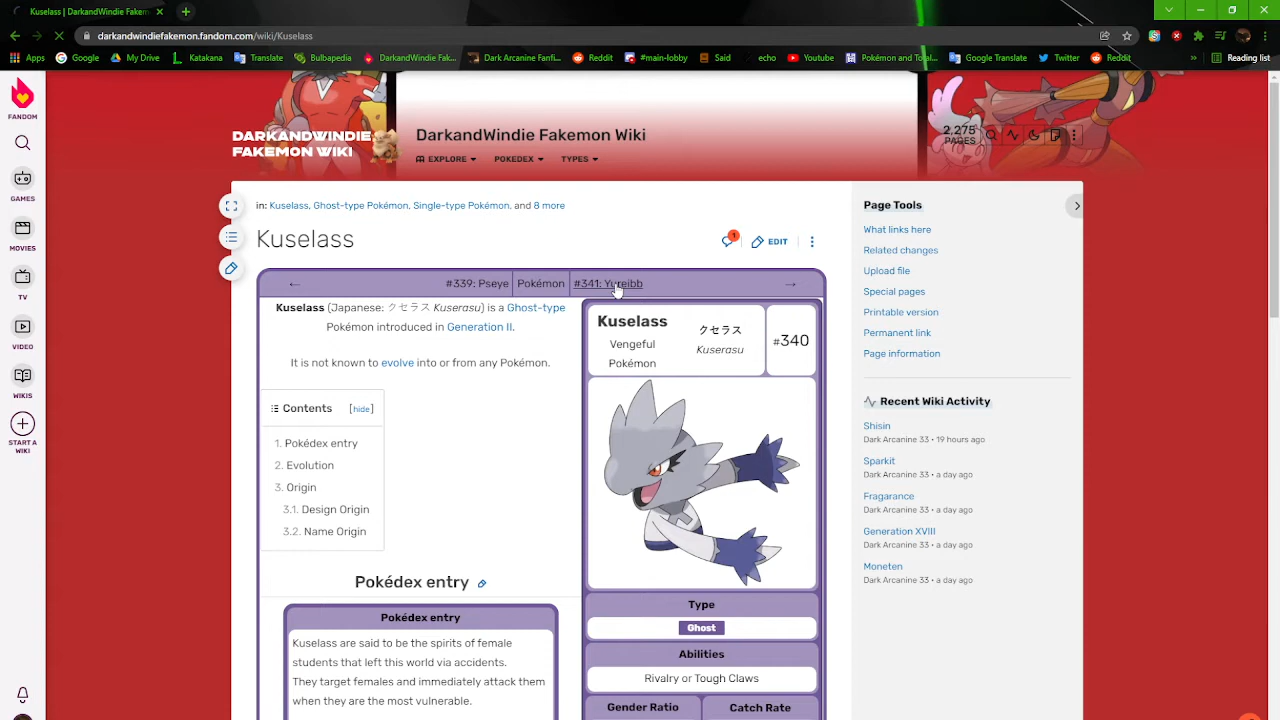 Kuselass | DarkandWindie Fakem
darkandwindiefakemon.fandom.com/wiki/Kuselass
Apps Google My Drive Katakana Translate Bulbapedia DarkandWindie Fak... Dark Arcanine Fanfi... Reddit #main-lobby Said echo YouTube Pokémon and Total... Google Translate Twitter Reddit » Reading list
FANDOM
GAMES
MOVIES
TV
VIDEO
WIKIS
START A
WIKI
DARKANDWINDIE
FAKEMON WIKI
DarkandWindie Fakemon Wiki
EXPLORE POKEDEX TYPES
2,275
PAGES
in: Kuselass, Ghost-type Pokémon, Single-type Pokémon, and 8 more
Kuselass
1
EDIT
← #339: Pseye Pokémon #341: Yureibb →
Kuselass (Japanese: クセラス Kuserasu) is a Ghost-type
Pokémon introduced in Generation II.
It is not known to evolve into or from any Pokémon.
Contents [hide]
1. Pokédex entry
2. Evolution
3. Origin
3.1. Design Origin
3.2. Name Origin
Pokédex entry
Pokédex entry
Kuselass are said to be the spirits of female
students that left this world via accidents.
They target females and immediately attack them
when they are the most vulnerable.
Kuselass
Vengeful
Pokémon
クセラス
Kuserasu
#340
Type
Ghost
Abilities
Rivalry or Tough Claws
Gender Ratio Catch Rate
Page Tools
What links here
Related changes
Upload file
Special pages
Printable version
Permanent link
Page information
Recent Wiki Activity
Shisin
Dark Arcanine 33 • 19 hours ago
Sparkit
Dark Arcanine 33 • a day ago
Fragarance
Dark Arcanine 33 • a day ago
Generation XVIII
Dark Arcanine 33 • a day ago
Moneten
Dark Arcanine 33 • a day ago